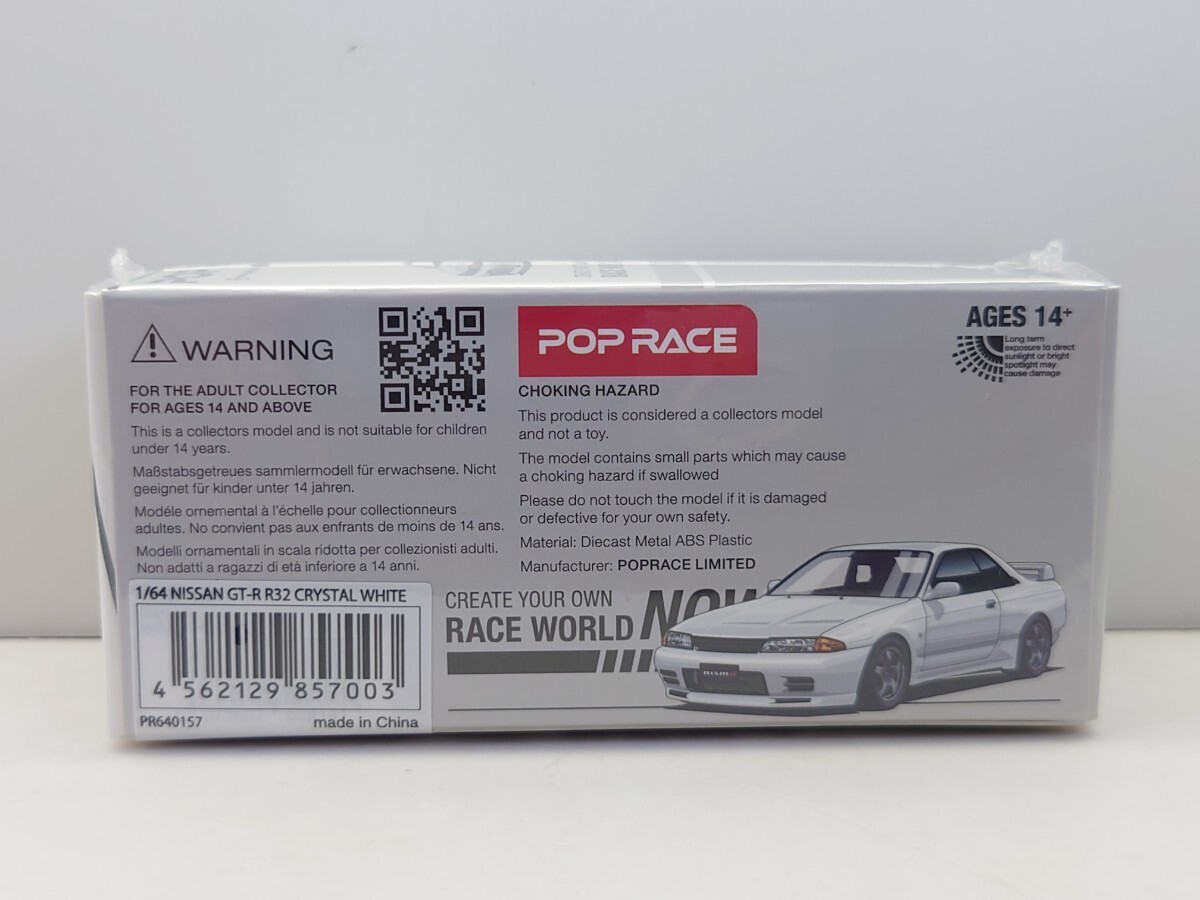 WARNING
FOR THE ADULT COLLECTOR
FOR AGES 14 AND ABOVE
This is a collectors model and is not suitable for children
under 14 years.
Maßstabsgetreues sammlermodell für erwachsene. Nicht
geeignet für kinder unter 14 jahren.
Modéle ornemental à l'échelle pour collectionneurs
adultes. No convient pas aux enfrants de moins de 14 ans.
Modelli ornamentali in scala ridotta per collezionisti adulti.
Non adatti a ragazzi di età inferiore a 14 anni.
1/64 NISSAN GT-R R32 CRYSTAL WHITE
4 562129 857003
PR640157 made in China
POP RACE
CHOKING HAZARD
This product is considered a collectors model
and not a toy.
The model contains small parts which may cause
a choking hazard if swallowed
Please do not touch the model if it is damaged
or defective for your own safety.
Material: Diecast Metal ABS Plastic
Manufacturer: POPRACE LIMITED
CREATE YOUR OWN
RACE WORLD NOW
AGES 14+
Long term
exposure to direct
sunlight or bright
spotlight may
cause damage